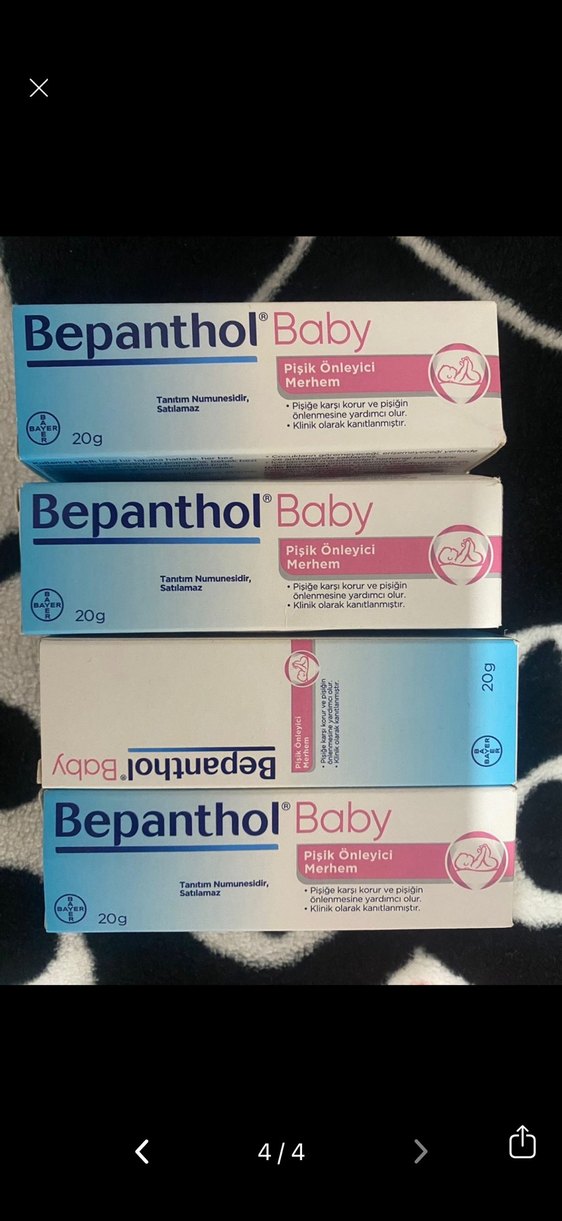 Bepanthol® Baby
Pişik Önleyici
Merhem
Tanıtım Numunesidir,
Satılamaz
• Pişiğe karşı korur ve pişiğin
önlenmesine yardımcı olur.
• Klinik olarak kanıtlanmıştır.
BAYER
BAYER
20g
Bepanthol® Baby
Pişik Önleyici
Merhem
Tanıtım Numunesidir,
Satılamaz
• Pişiğe karşı korur ve pişiğin
önlenmesine yardımcı olur.
• Klinik olarak kanıtlanmıştır.
BAYER
BAYER
20g
Bepanthol® Baby
Pişik Önleyici
Merhem
• Pişiğe karşı korur ve pişiğin
önlenmesine yardımcı olur.
• Klinik olarak kanıtlanmıştır.
20g
BAYER
BAYER
Bepanthol® Baby
Pişik Önleyici
Merhem
Tanıtım Numunesidir,
Satılamaz
• Pişiğe karşı korur ve pişiğin
önlenmesine yardımcı olur.
• Klinik olarak kanıtlanmıştır.
BAYER
BAYER
20g
4 / 4